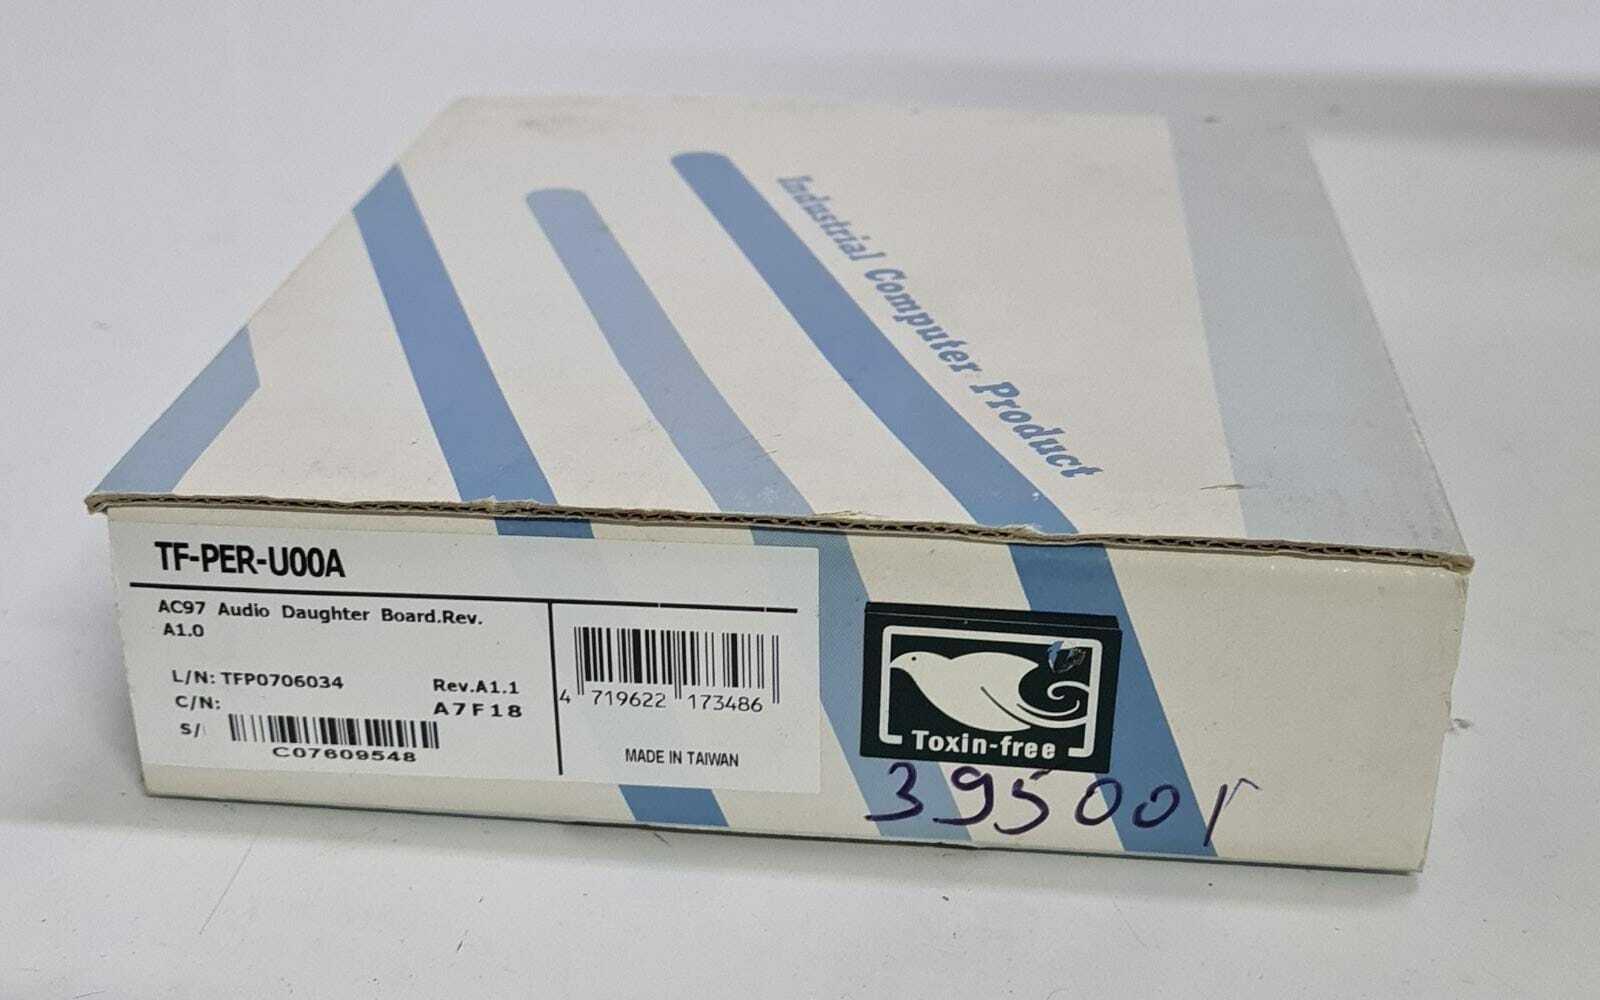 Industrial Computer Product
TF-PER-U00A
AC97 Audio Daughter Board.Rev.
A1.0
L/N: TFP0706034
Rev.A1.1
C/N:
A7F18
S/
C07609548
4 719622 173486
MADE IN TAIWAN
Toxin-free
39500